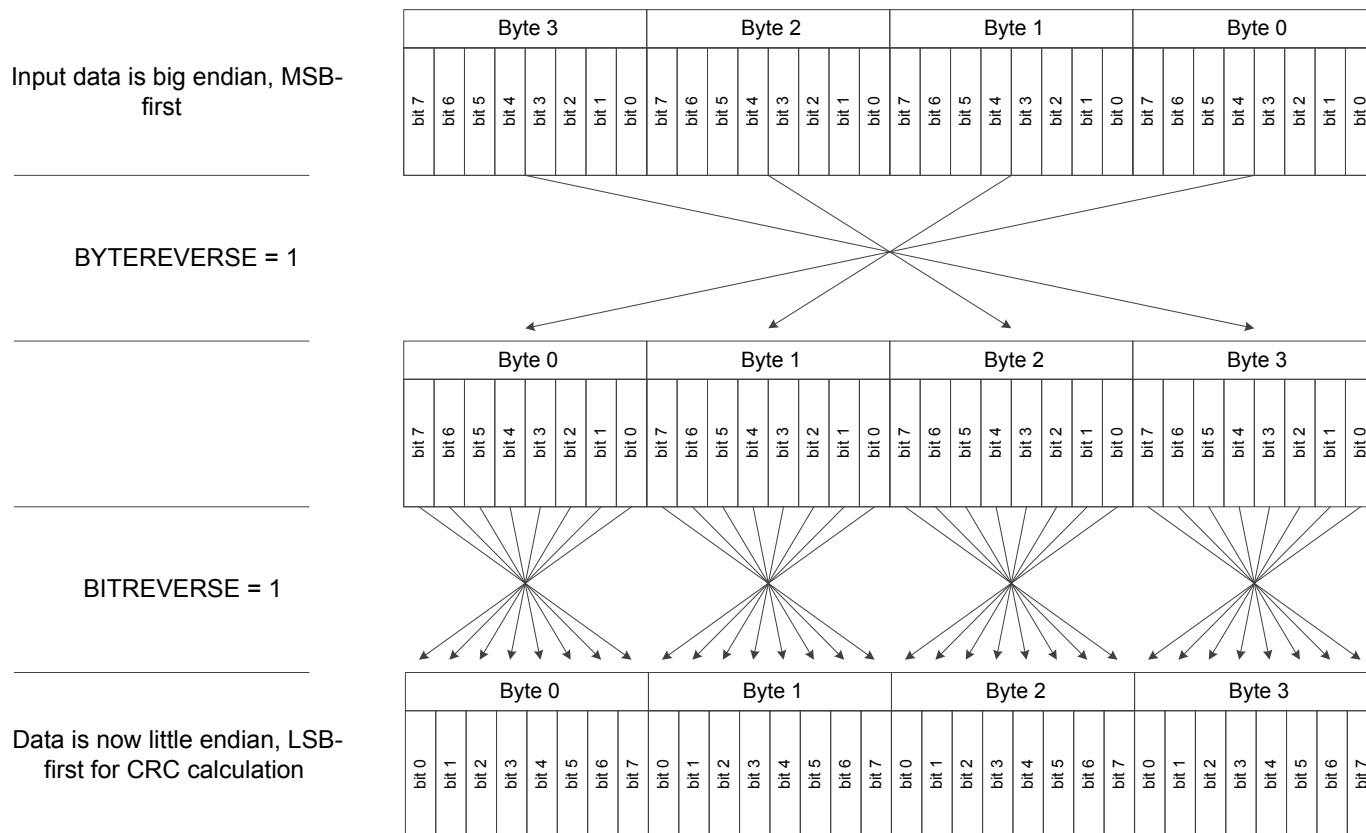 Byte 3 Byte 2 Byte 1 Byte 0
Input data is big endian, MSB-
first
bit 7 bit 6 bit 5 bit 4 bit 3 bit 2 bit 1 bit 0 bit 7 bit 6 bit 5 bit 4 bit 3 bit 2 bit 1 bit 0 bit 7 bit 6 bit 5 bit 4 bit 3 bit 2 bit 1 bit 0 bit 7 bit 6 bit 5 bit 4 bit 3 bit 2 bit 1 bit 0
BYTEREVERSE = 1
Byte 0 Byte 1 Byte 2 Byte 3
bit 7 bit 6 bit 5 bit 4 bit 3 bit 2 bit 1 bit 0 bit 7 bit 6 bit 5 bit 4 bit 3 bit 2 bit 1 bit 0 bit 7 bit 6 bit 5 bit 4 bit 3 bit 2 bit 1 bit 0 bit 7 bit 6 bit 5 bit 4 bit 3 bit 2 bit 1 bit 0
BITREVERSE = 1
Byte 0 Byte 1 Byte 2 Byte 3
Data is now little endian, LSB-
first for CRC calculation
bit 0 bit 1 bit 2 bit 3 bit 4 bit 5 bit 6 bit 7 bit 0 bit 1 bit 2 bit 3 bit 4 bit 5 bit 6 bit 7 bit 0 bit 1 bit 2 bit 3 bit 4 bit 5 bit 6 bit 7 bit 0 bit 1 bit 2 bit 3 bit 4 bit 5 bit 6 bit 7